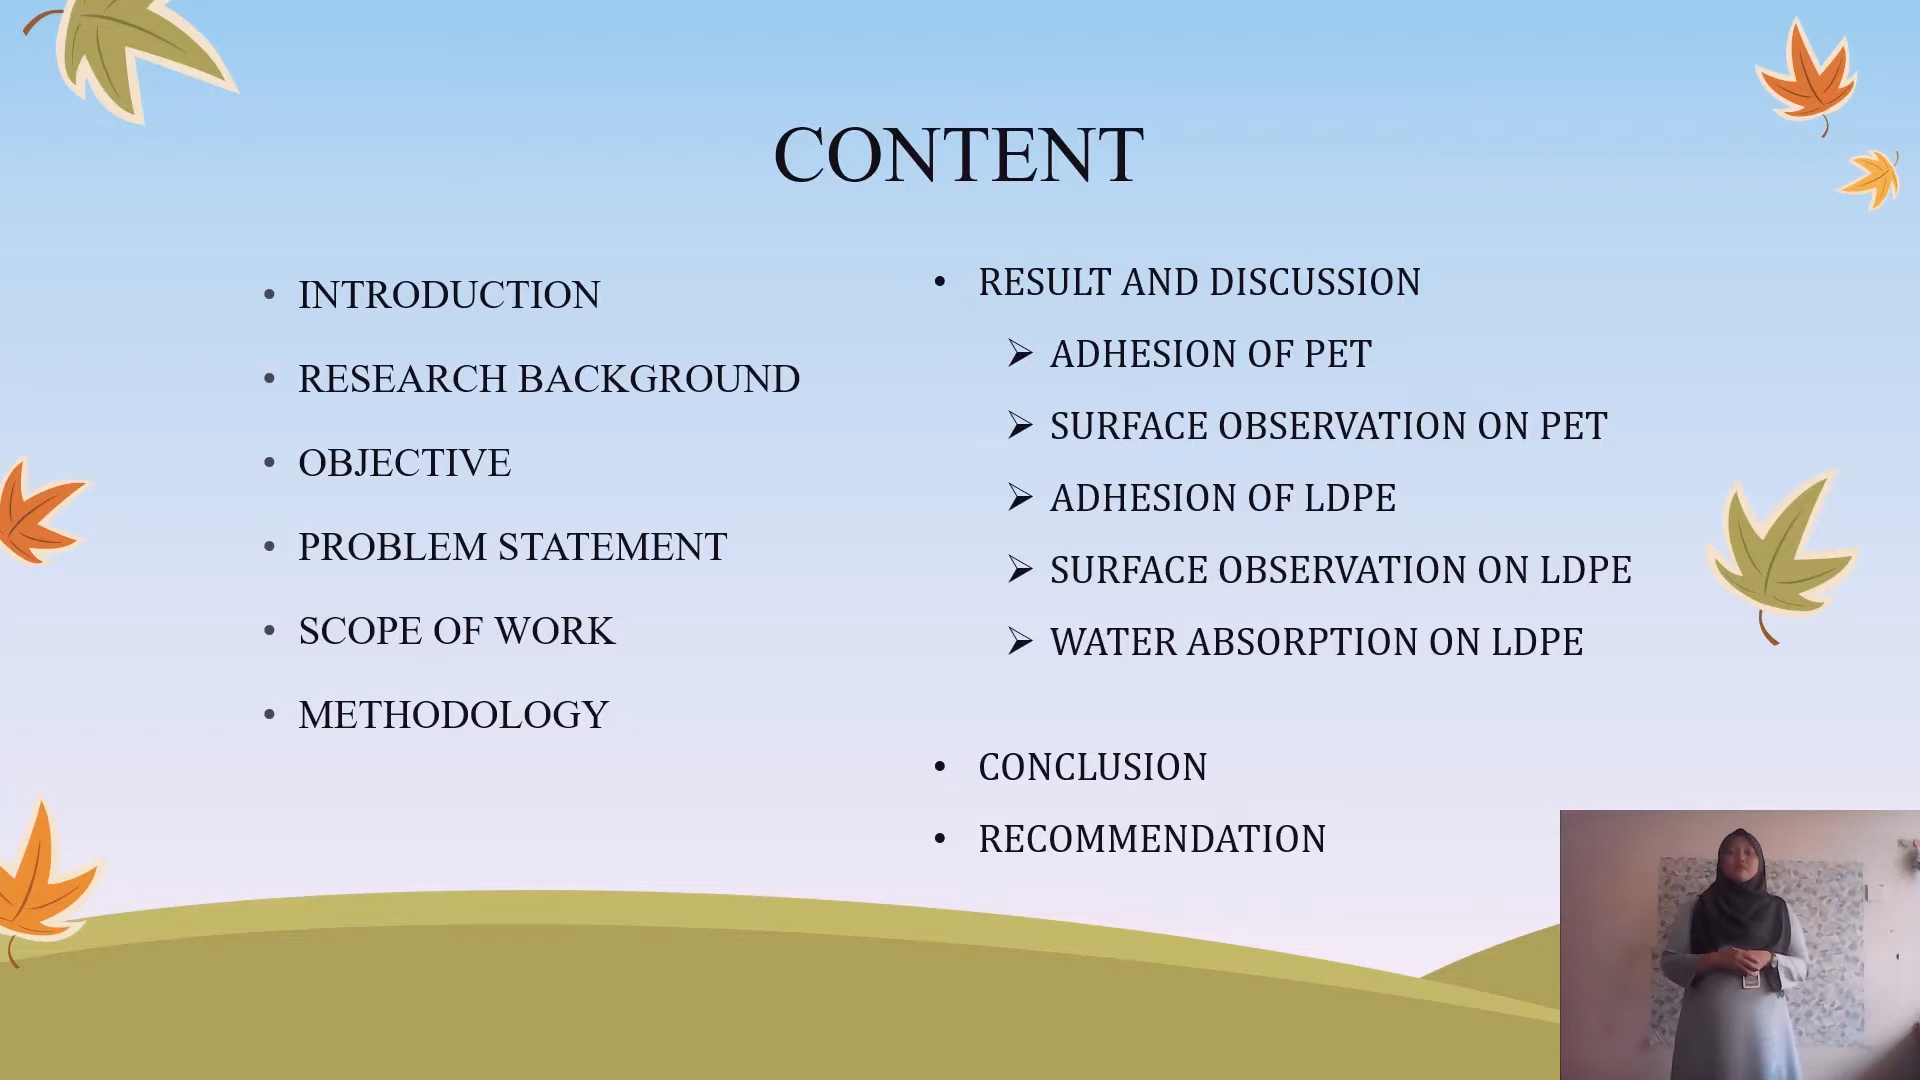 CONTENT
• INTRODUCTION
• RESEARCH BACKGROUND
• OBJECTIVE
• PROBLEM STATEMENT
• SCOPE OF WORK
• METHODOLOGY
• RESULT AND DISCUSSION
➢ ADHESION OF PET
➢ SURFACE OBSERVATION ON PET
➢ ADHESION OF LDPE
➢ SURFACE OBSERVATION ON LDPE
➢ WATER ABSORPTION ON LDPE
• CONCLUSION
• RECOMMENDATION